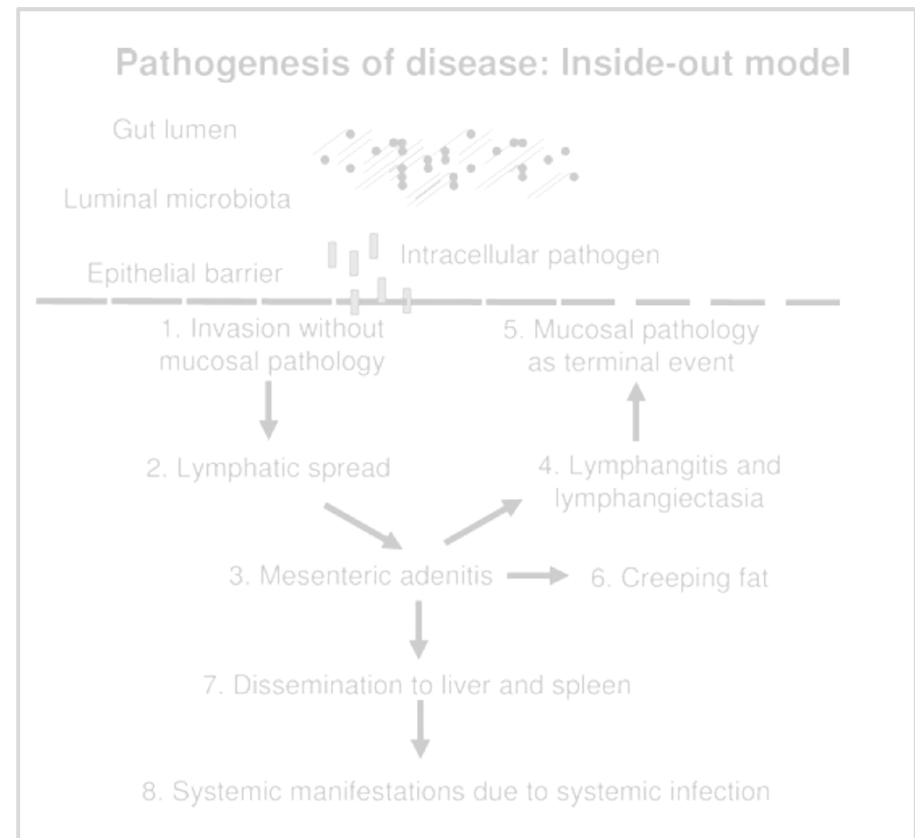 Pathogenesis of disease: Inside-out model
Gut lumen
Luminal microbiota
Intracellular pathogen
Epithelial barrier
1. Invasion without
mucosal pathology
5. Mucosal pathology
as terminal event
2. Lymphatic spread
4. Lymphangitis and
lymphangiectasia
3. Mesenteric adenitis
6. Creeping fat
7. Dissemination to liver and spleen
8. Systemic manifestations due to systemic infection